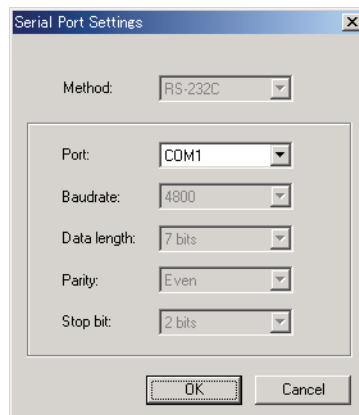 Serial Port Settings
Method: RS-232C
Port: COM1
Baudrate: 4800
Data length: 7 bits
Parity: Even
Stop bit: 2 bits
OK Cancel